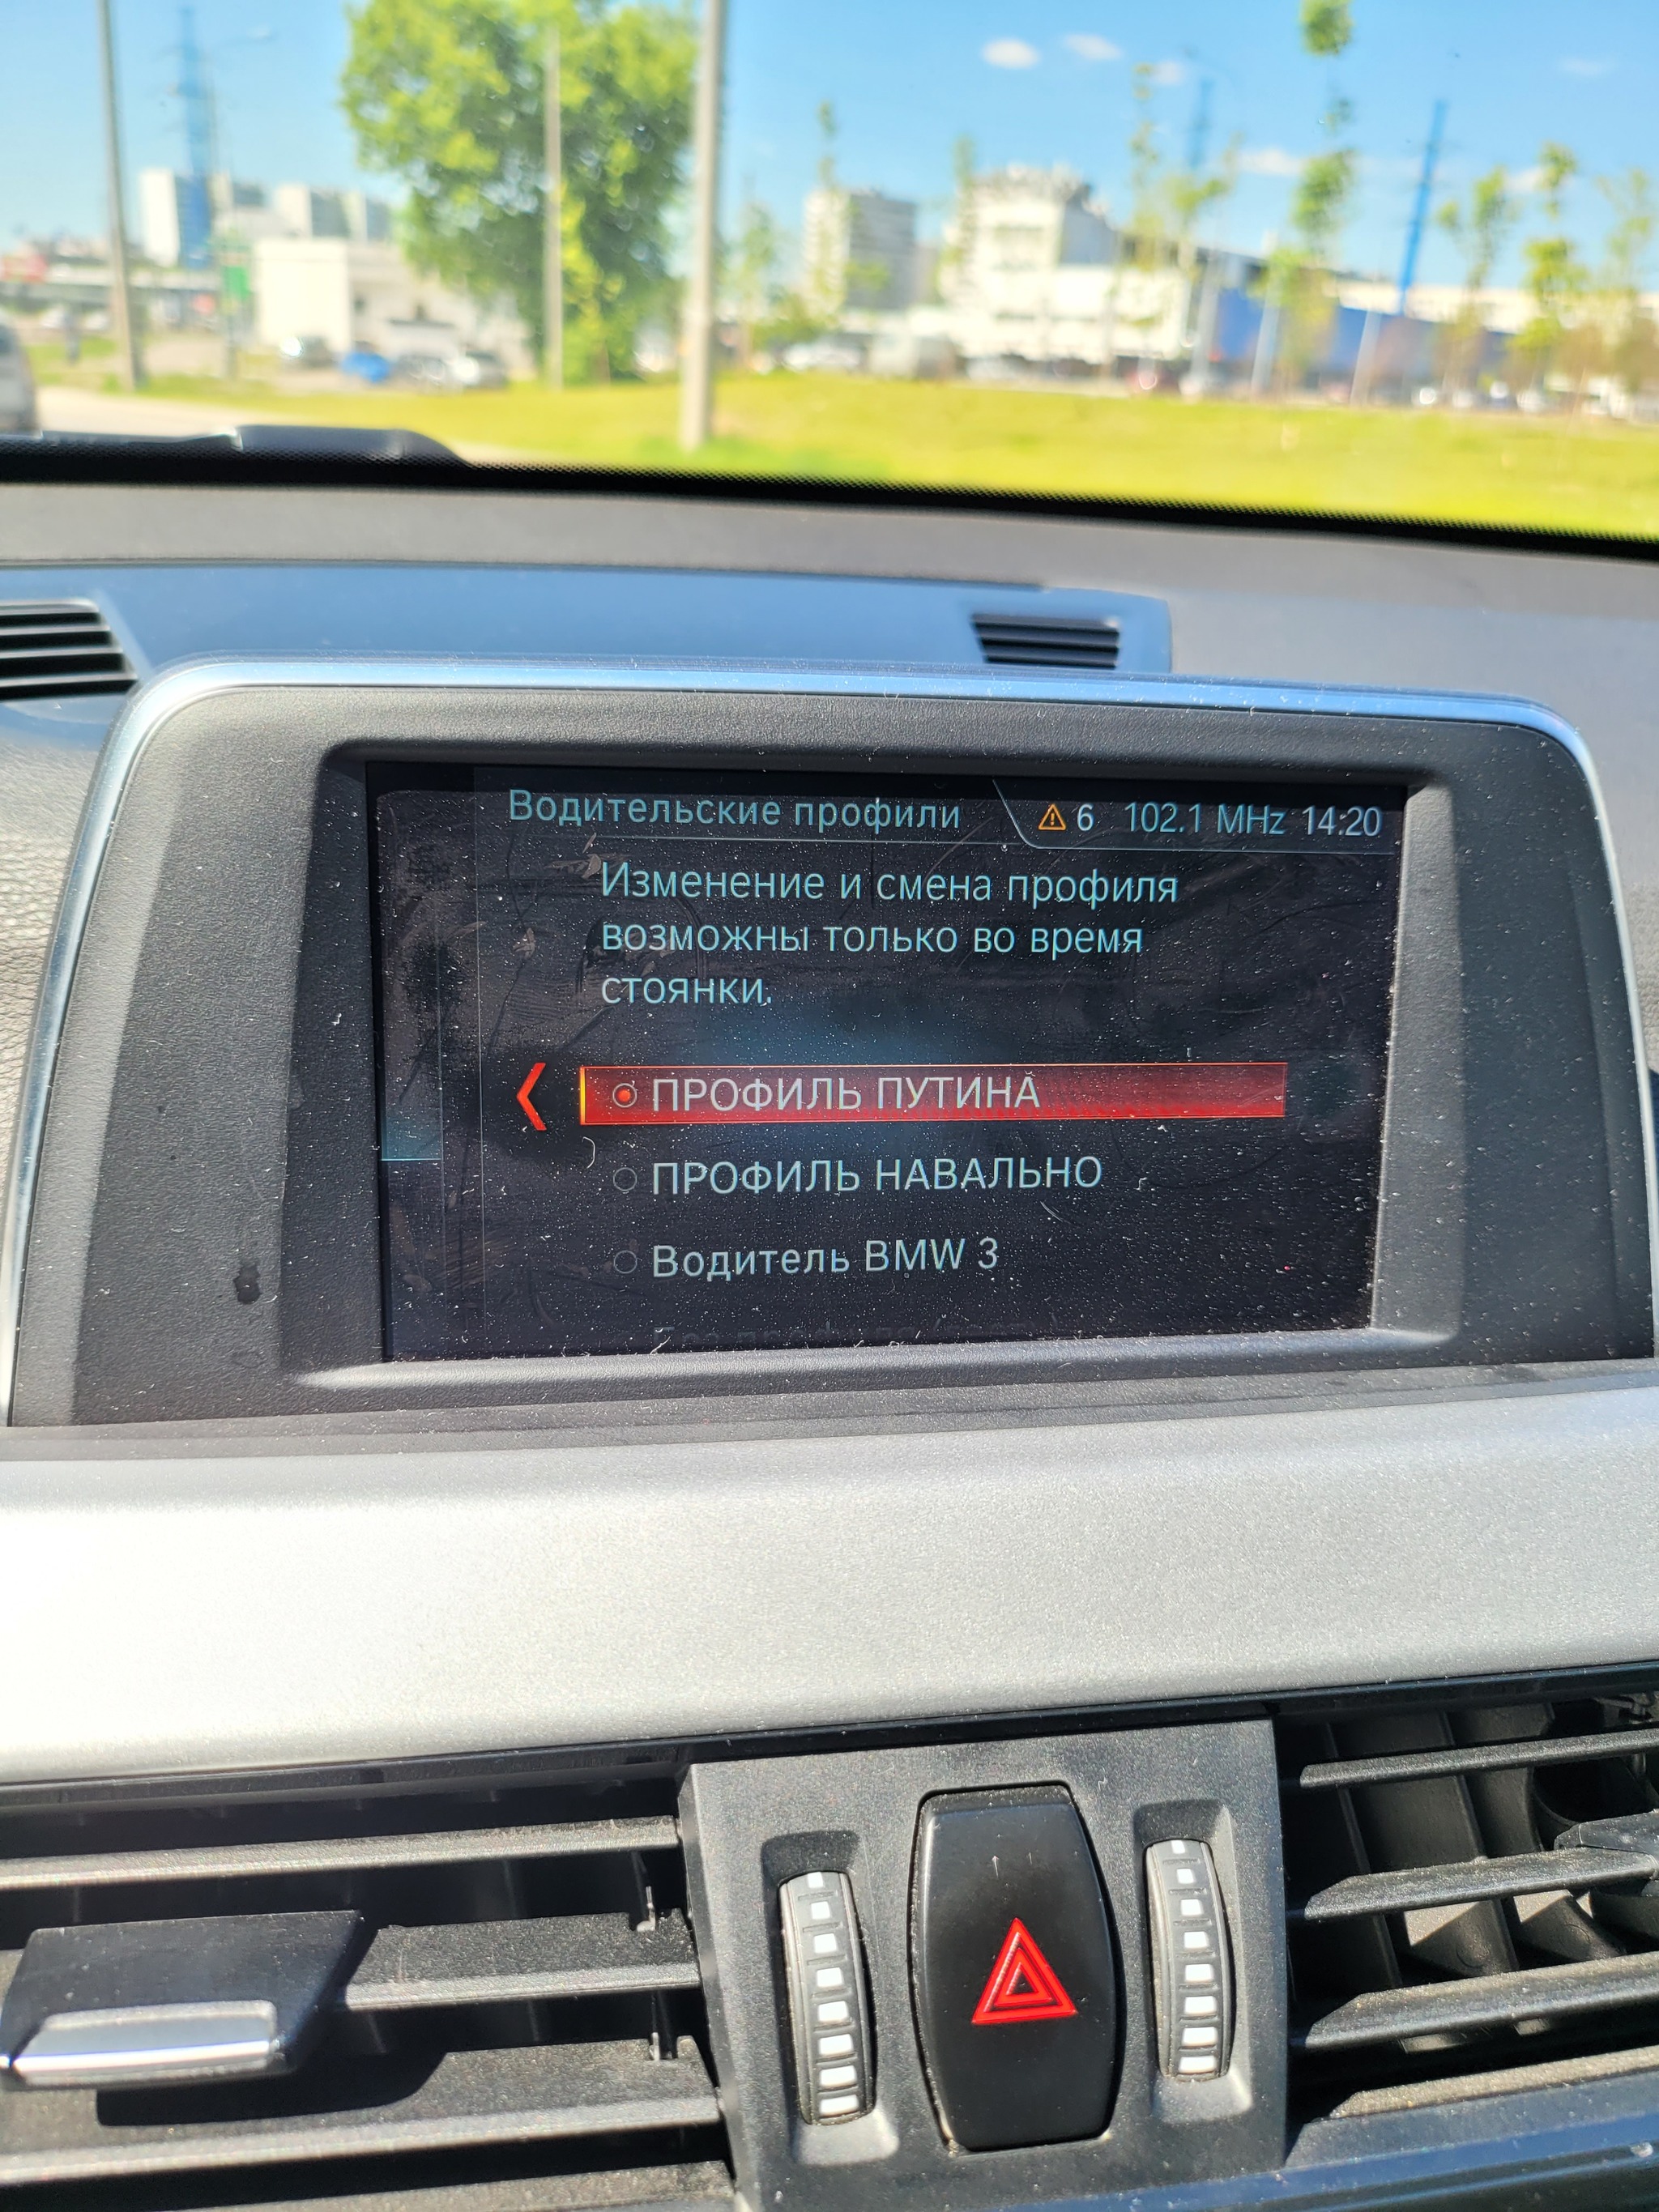 Водительские профили 6 102.1 MHz 14:20
Изменение и смена профиля
возможны только во время
стоянки.
ПРОФИЛЬ ПУТИНА
ПРОФИЛЬ НАВАЛЬНО
Водитель BMW 3